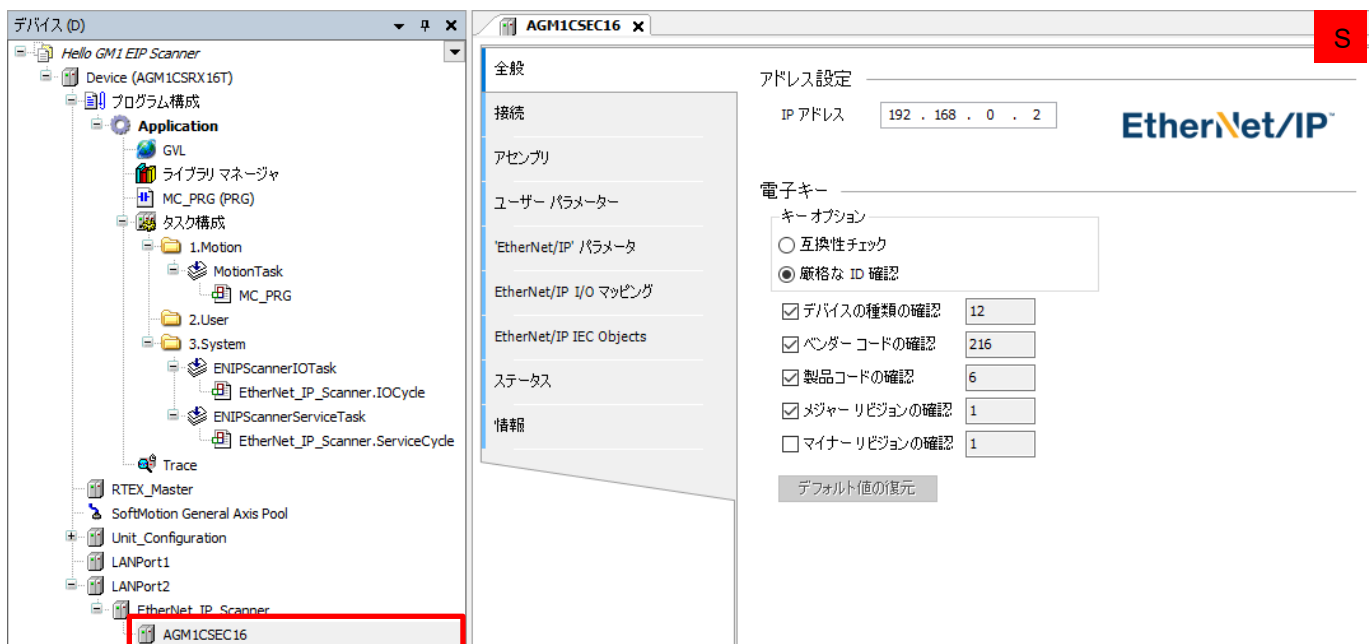 デバイス (D)
Hello GM1 EIP Scanner
Device (AGM1CSRX16T)
プログラム構成
Application
GVL
ライブラリ マネージャ
MC_PRG (PRG)
タスク構成
1.Motion
MotionTask
MC_PRG
2.User
3.System
ENIPScannerIOTask
EtherNet_IP_Scanner.IOCycle
ENIPScannerServiceTask
EtherNet_IP_Scanner.ServiceCycle
Trace
RTEX_Master
SoftMotion General Axis Pool
Unit_Configuration
LANPort1
LANPort2
EtherNet_IP_Scanner
AGM1CSEC16
AGM1CSEC16
S
全般
接続
アセンブリ
ユーザー パラメーター
'EtherNet/IP' パラメータ
EtherNet/IP I/O マッピング
EtherNet/IP IEC Objects
ステータス
情報
アドレス設定
IP アドレス 192 . 168 . 0 . 2
EtherNet/IP
電子キー
キー オプション
互換性チェック
厳格な ID 確認
デバイスの種類の確認 12
ベンダー コードの確認 216
製品コードの確認 6
メジャー リビジョンの確認 1
マイナー リビジョンの確認 1
デフォルト値の復元